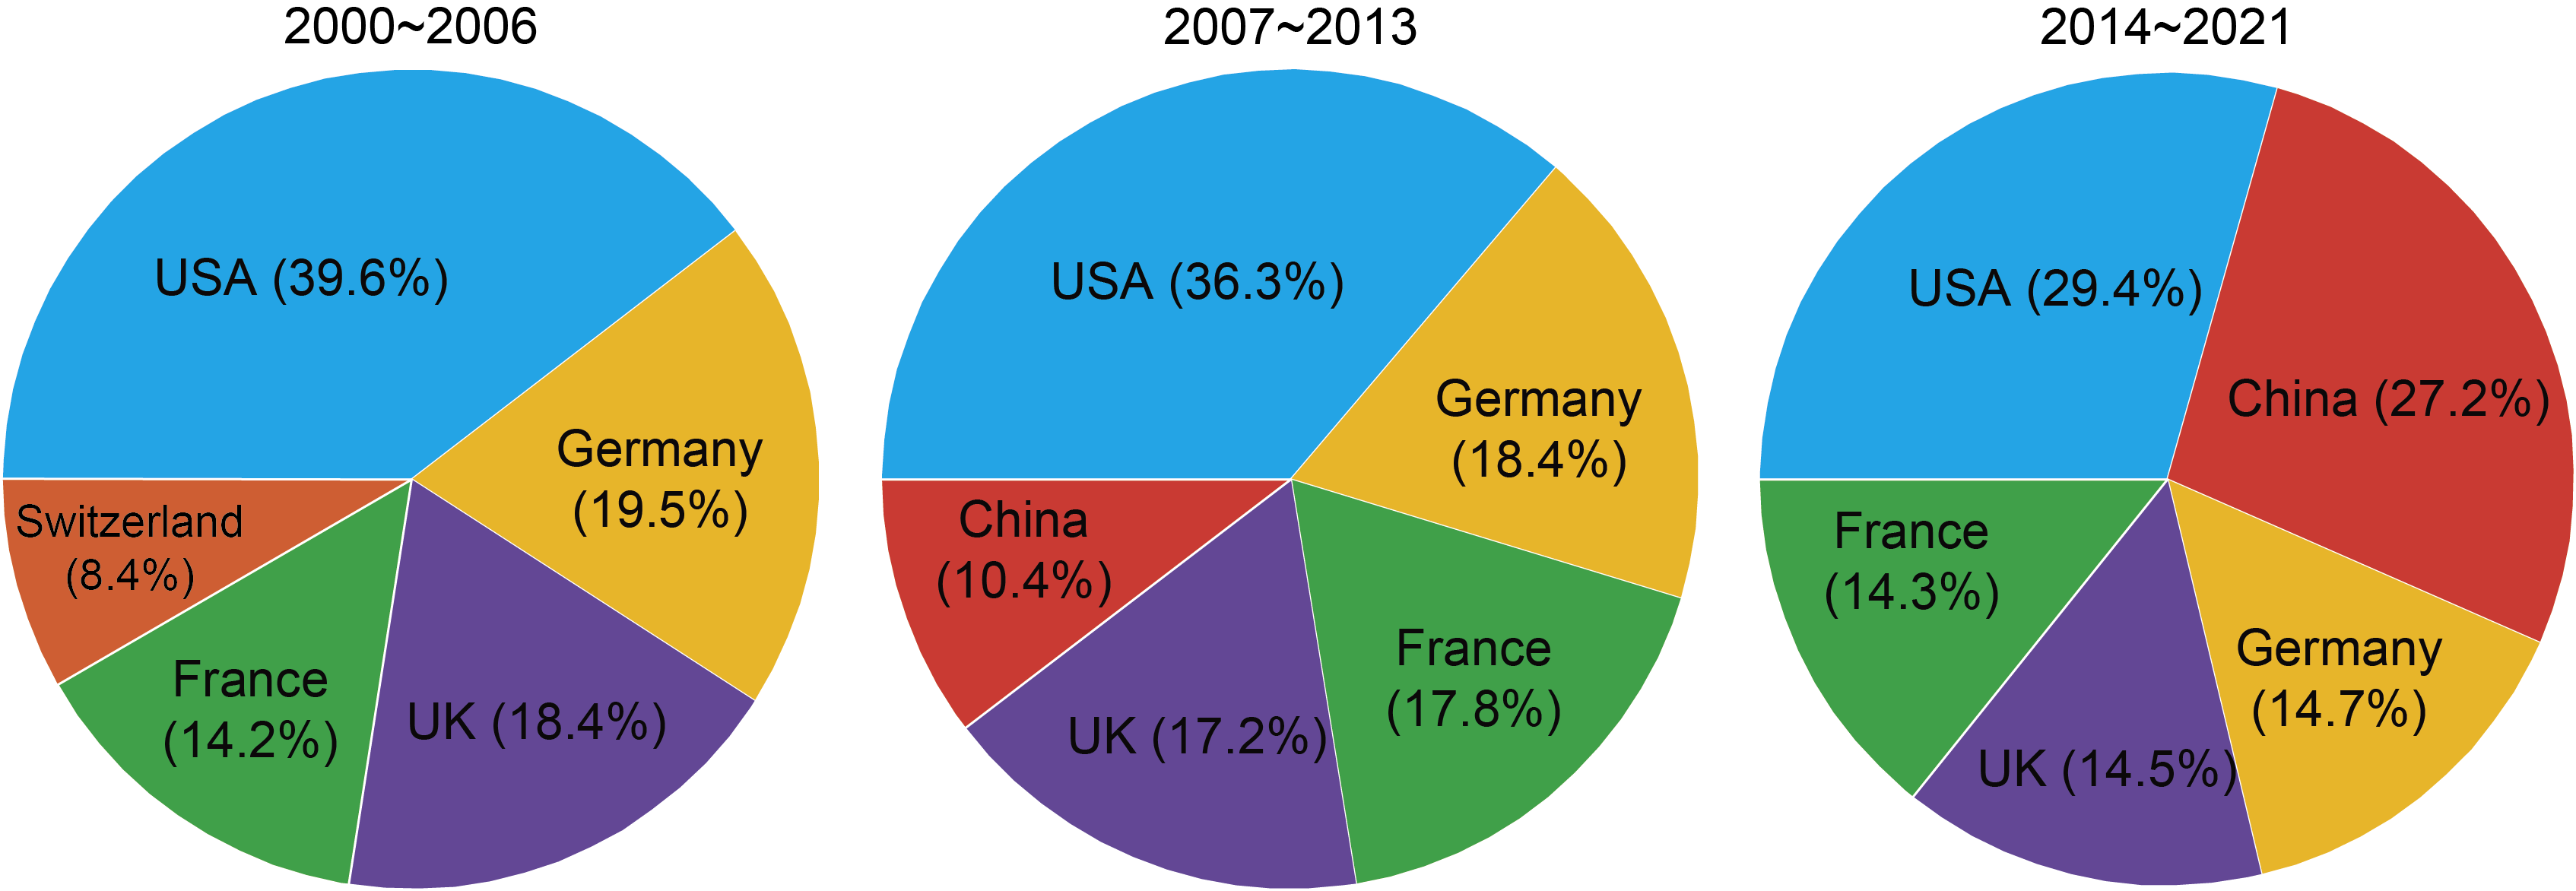 2000~2006
USA (39.6%)
Germany
(19.5%)
UK (18.4%)
France
(14.2%)
Switzerland
(8.4%)
2007~2013
USA (36.3%)
Germany
(18.4%)
France
(17.8%)
UK (17.2%)
China
(10.4%)
2014~2021
USA (29.4%)
China (27.2%)
Germany
(14.7%)
UK (14.5%)
France
(14.3%)